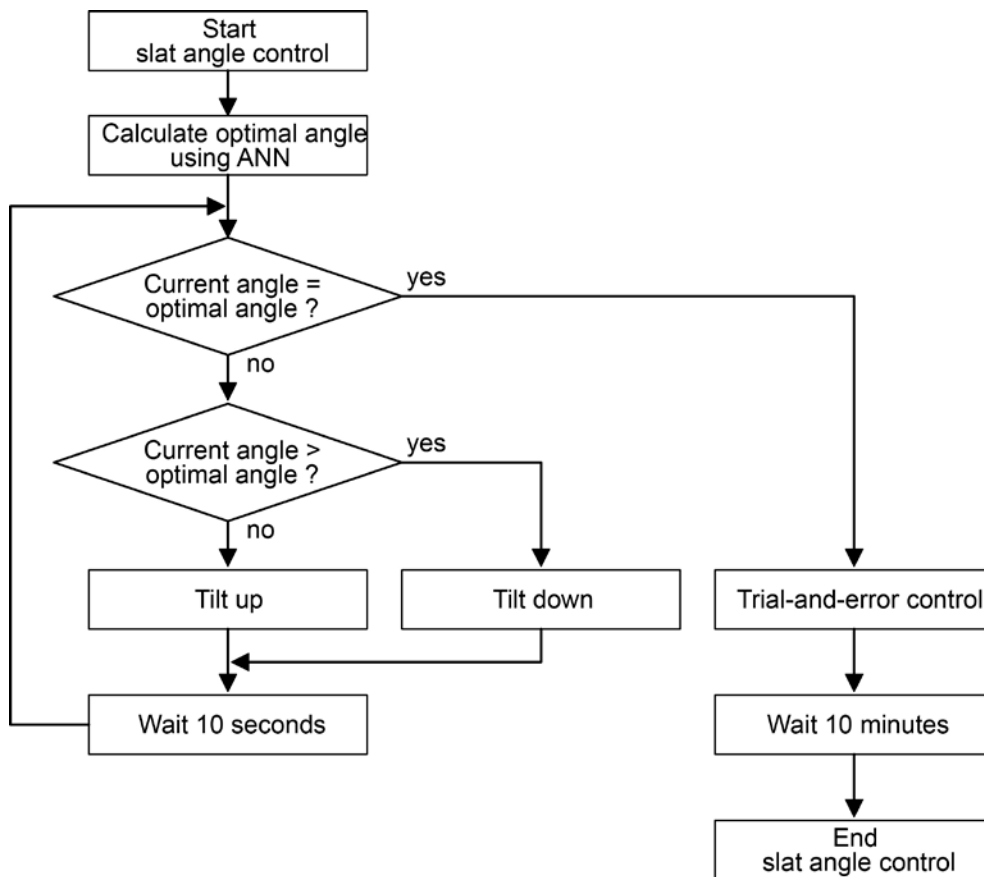 Start
slat angle control
Calculate optimal angle
using ANN
Current angle =
optimal angle ?
yes
no
Current angle >
optimal angle ?
yes
no
Tilt up
Tilt down
Trial-and-error control
Wait 10 seconds
Wait 10 minutes
End
slat angle control